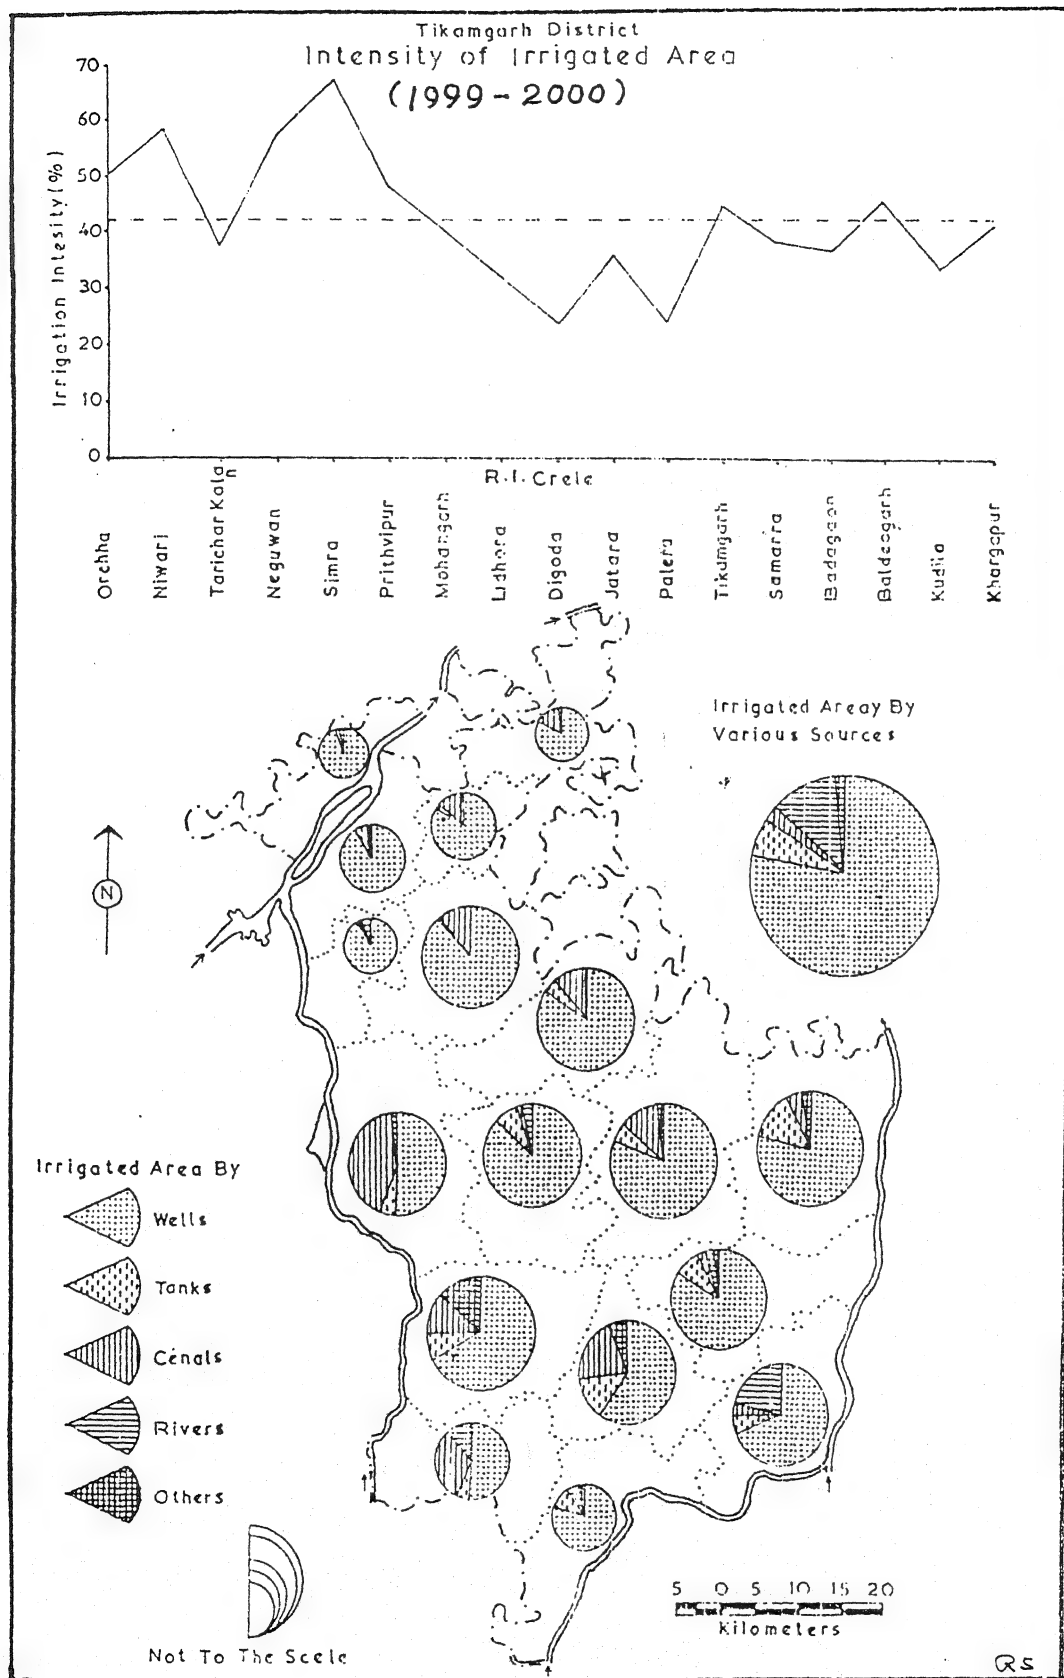 Tikamgarh District
Intensity of Irrigated Area
(1999-2000)
Irrigation Intesity (%)
70
60
50
40
30
20
10
0
R.I. Crele
Orchha
Niwari
Tarichar Kalan
Neguwan
Simra
Prithvipur
Mohangarh
Lidhora
Digoda
Jatara
Palera
Tikumgarh
Samarra
Badagaon
Baldeogarh
Kudila
Khargapur
Irrigated Areay By
Various Sources
N
Irrigated Area By
Wells
Tanks
Cenals
Rivers
Others
Not To The Scele
5 0 5 10 15 20
Kilometers
RS